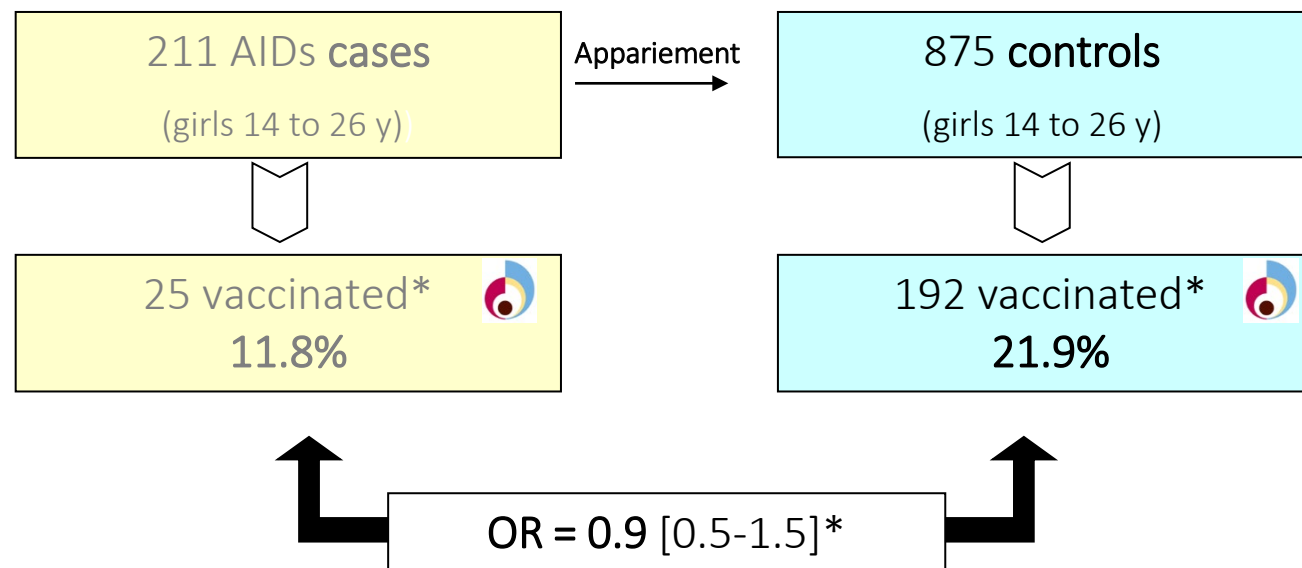 211 AIDs cases
(girls 14 to 26 y)
Appariement
875 controls
(girls 14 to 26 y)
25 vaccinated*
11.8%
192 vaccinated*
21.9%
OR = 0.9 [0.5-1.5]*